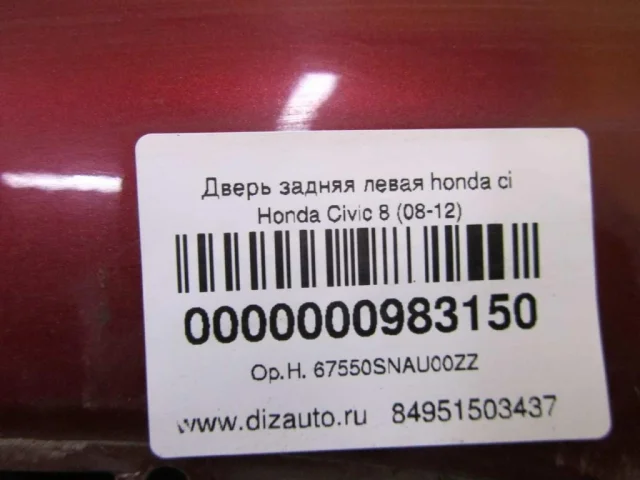 Дверь задняя левая honda ci
Honda Civic 8 (08-12)
0000000983150
Ор.Н. 67550SNAU00ZZ
www.dizauto.ru 84951503437